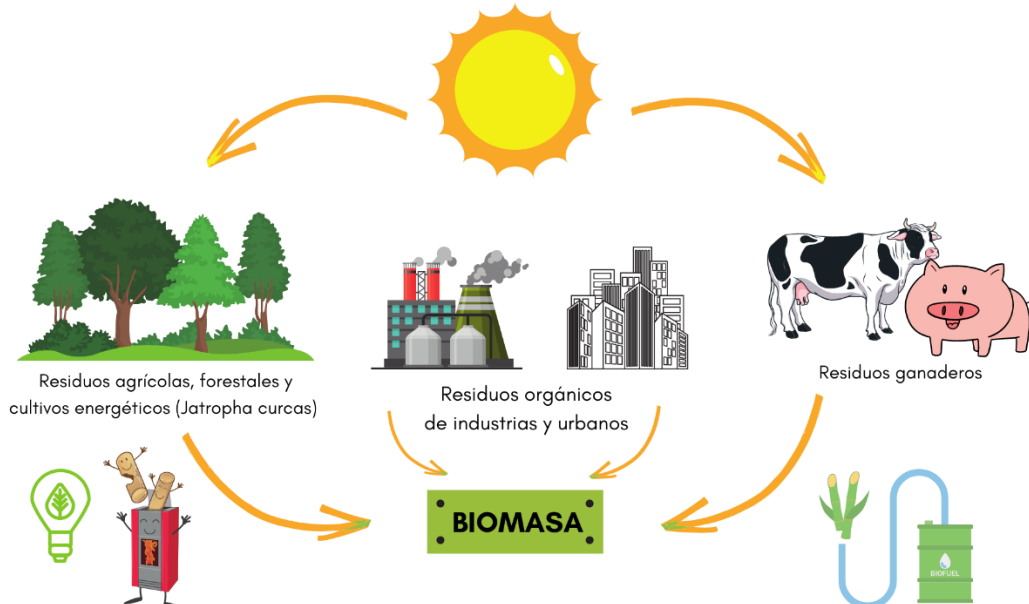 Residuos agrícolas, forestales y
cultivos energéticos (Jatropha curcas)
Residuos orgánicos
de industrias y urbanos
Residuos ganaderos
BIOMASA
BIOFUEL